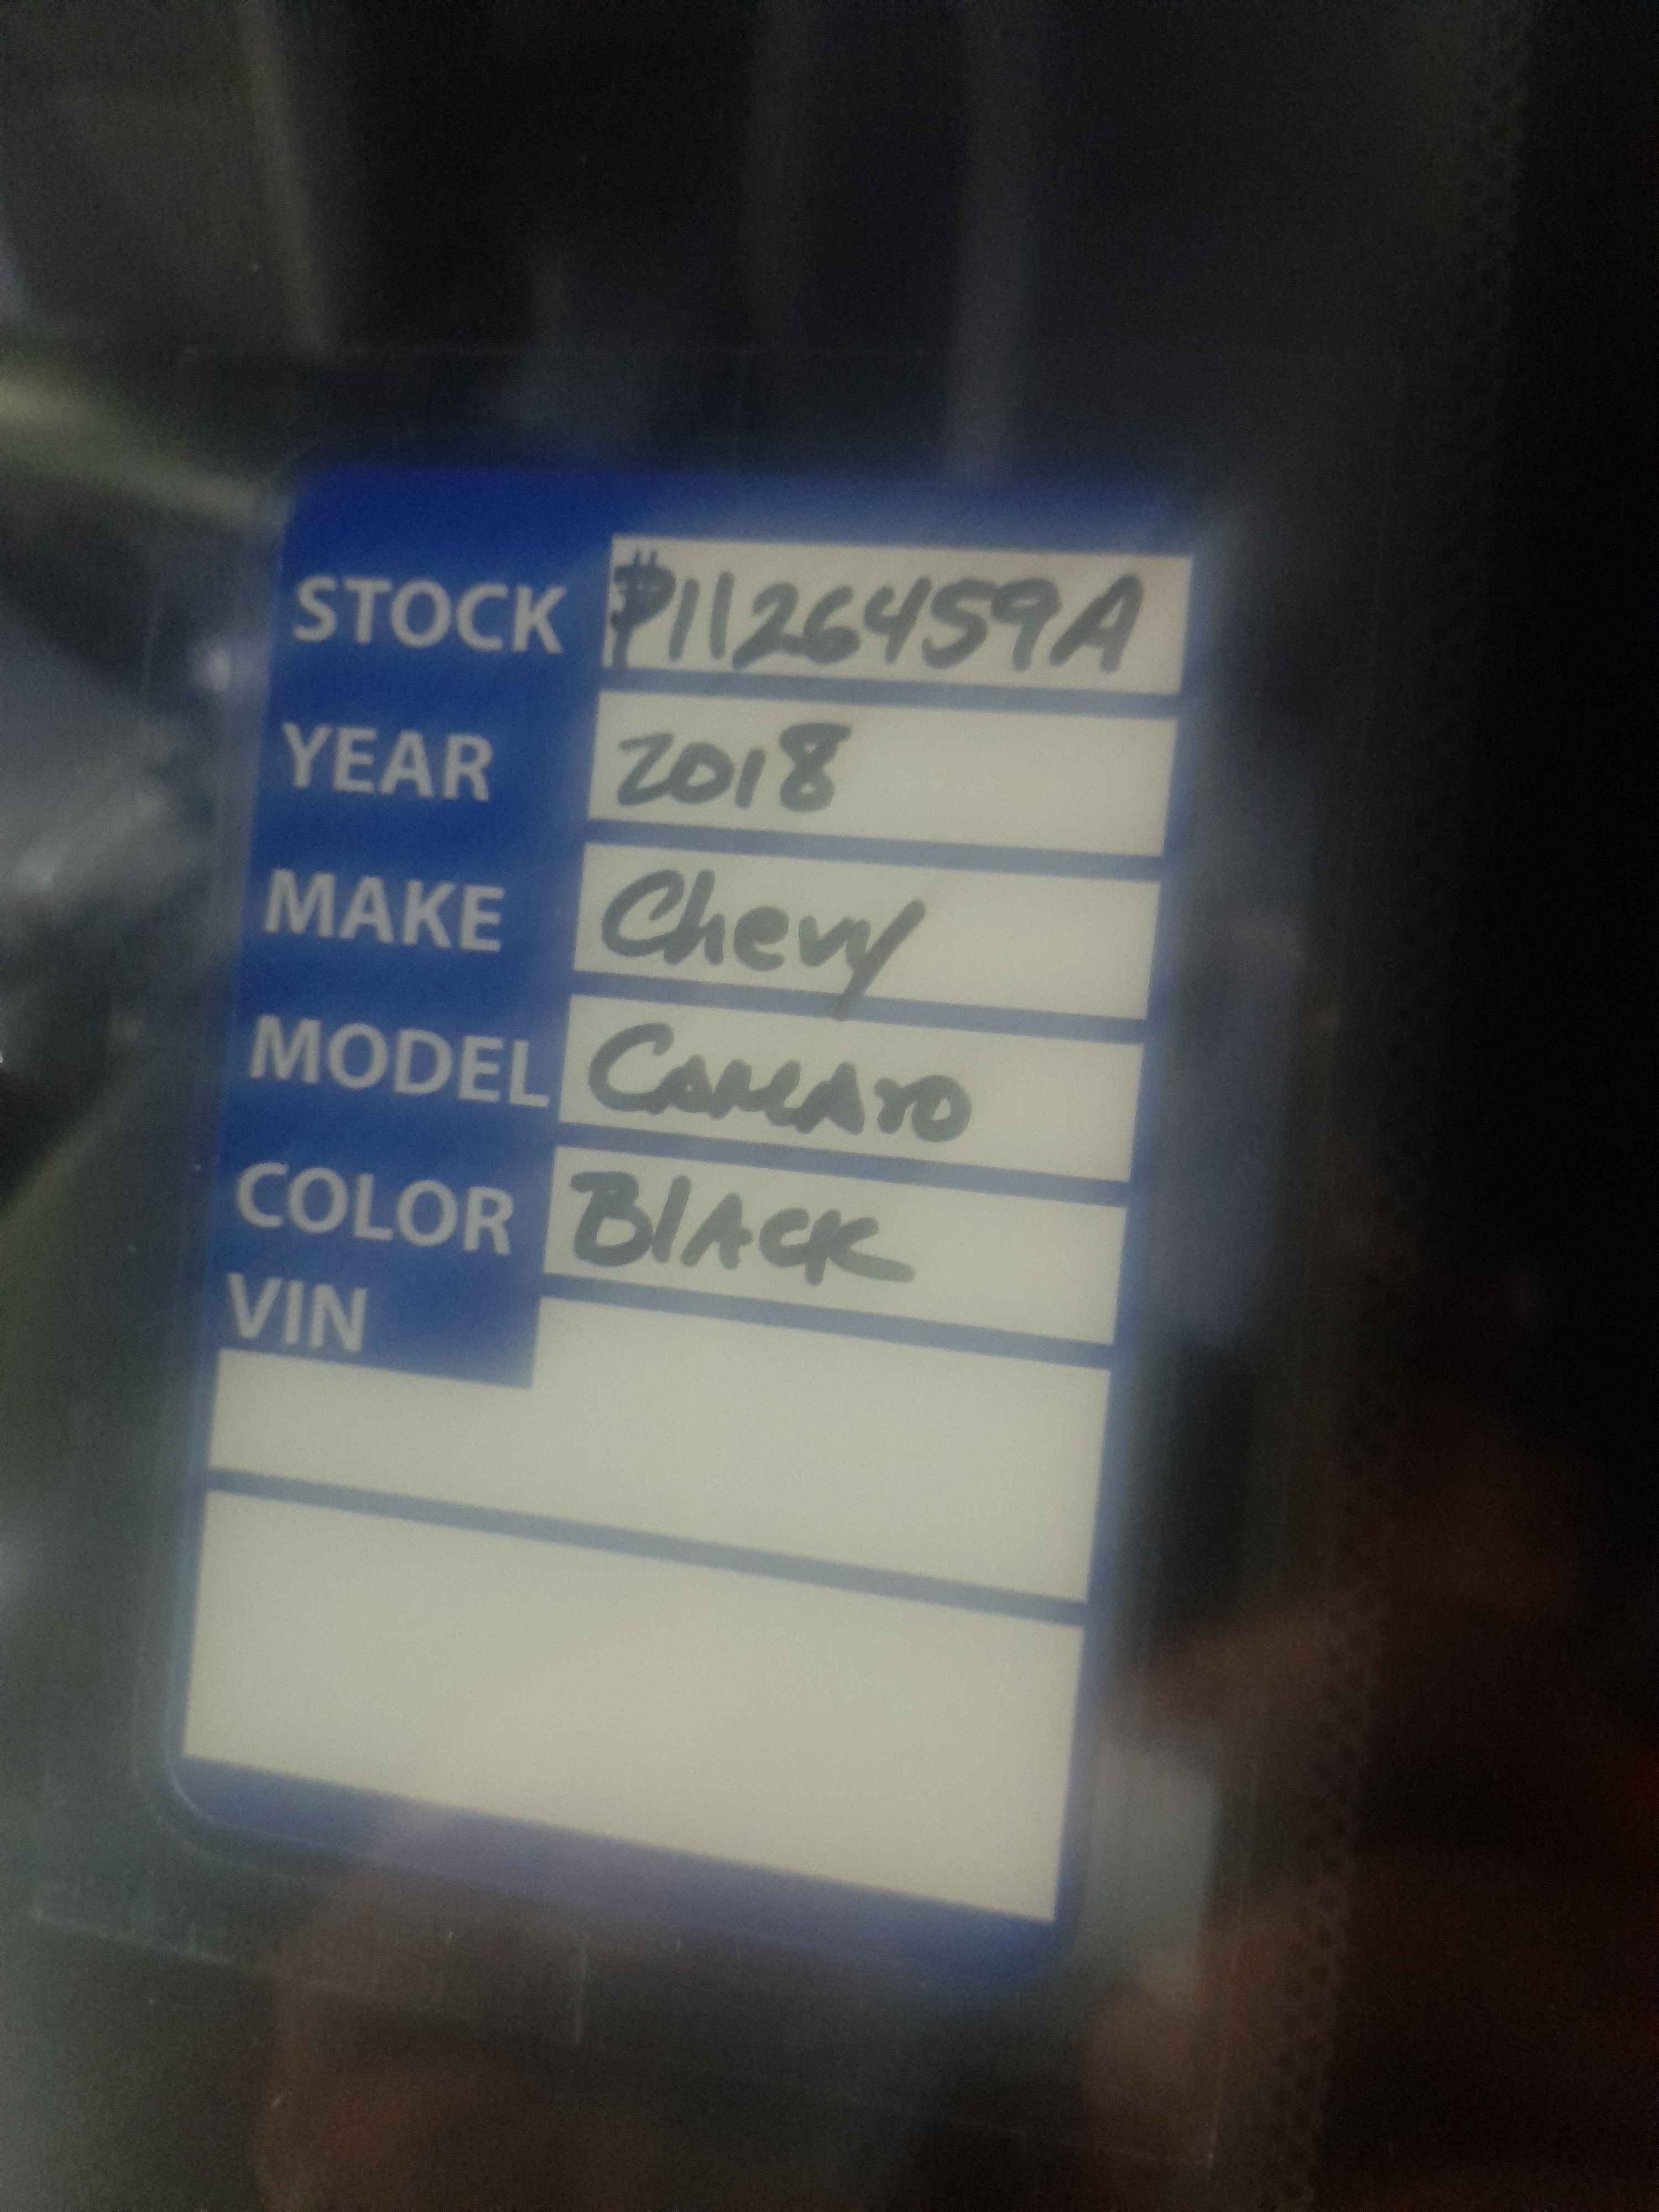 STOCK P1126459A
YEAR 2018
MAKE Chevy
MODEL Camaro
COLOR Black
VIN